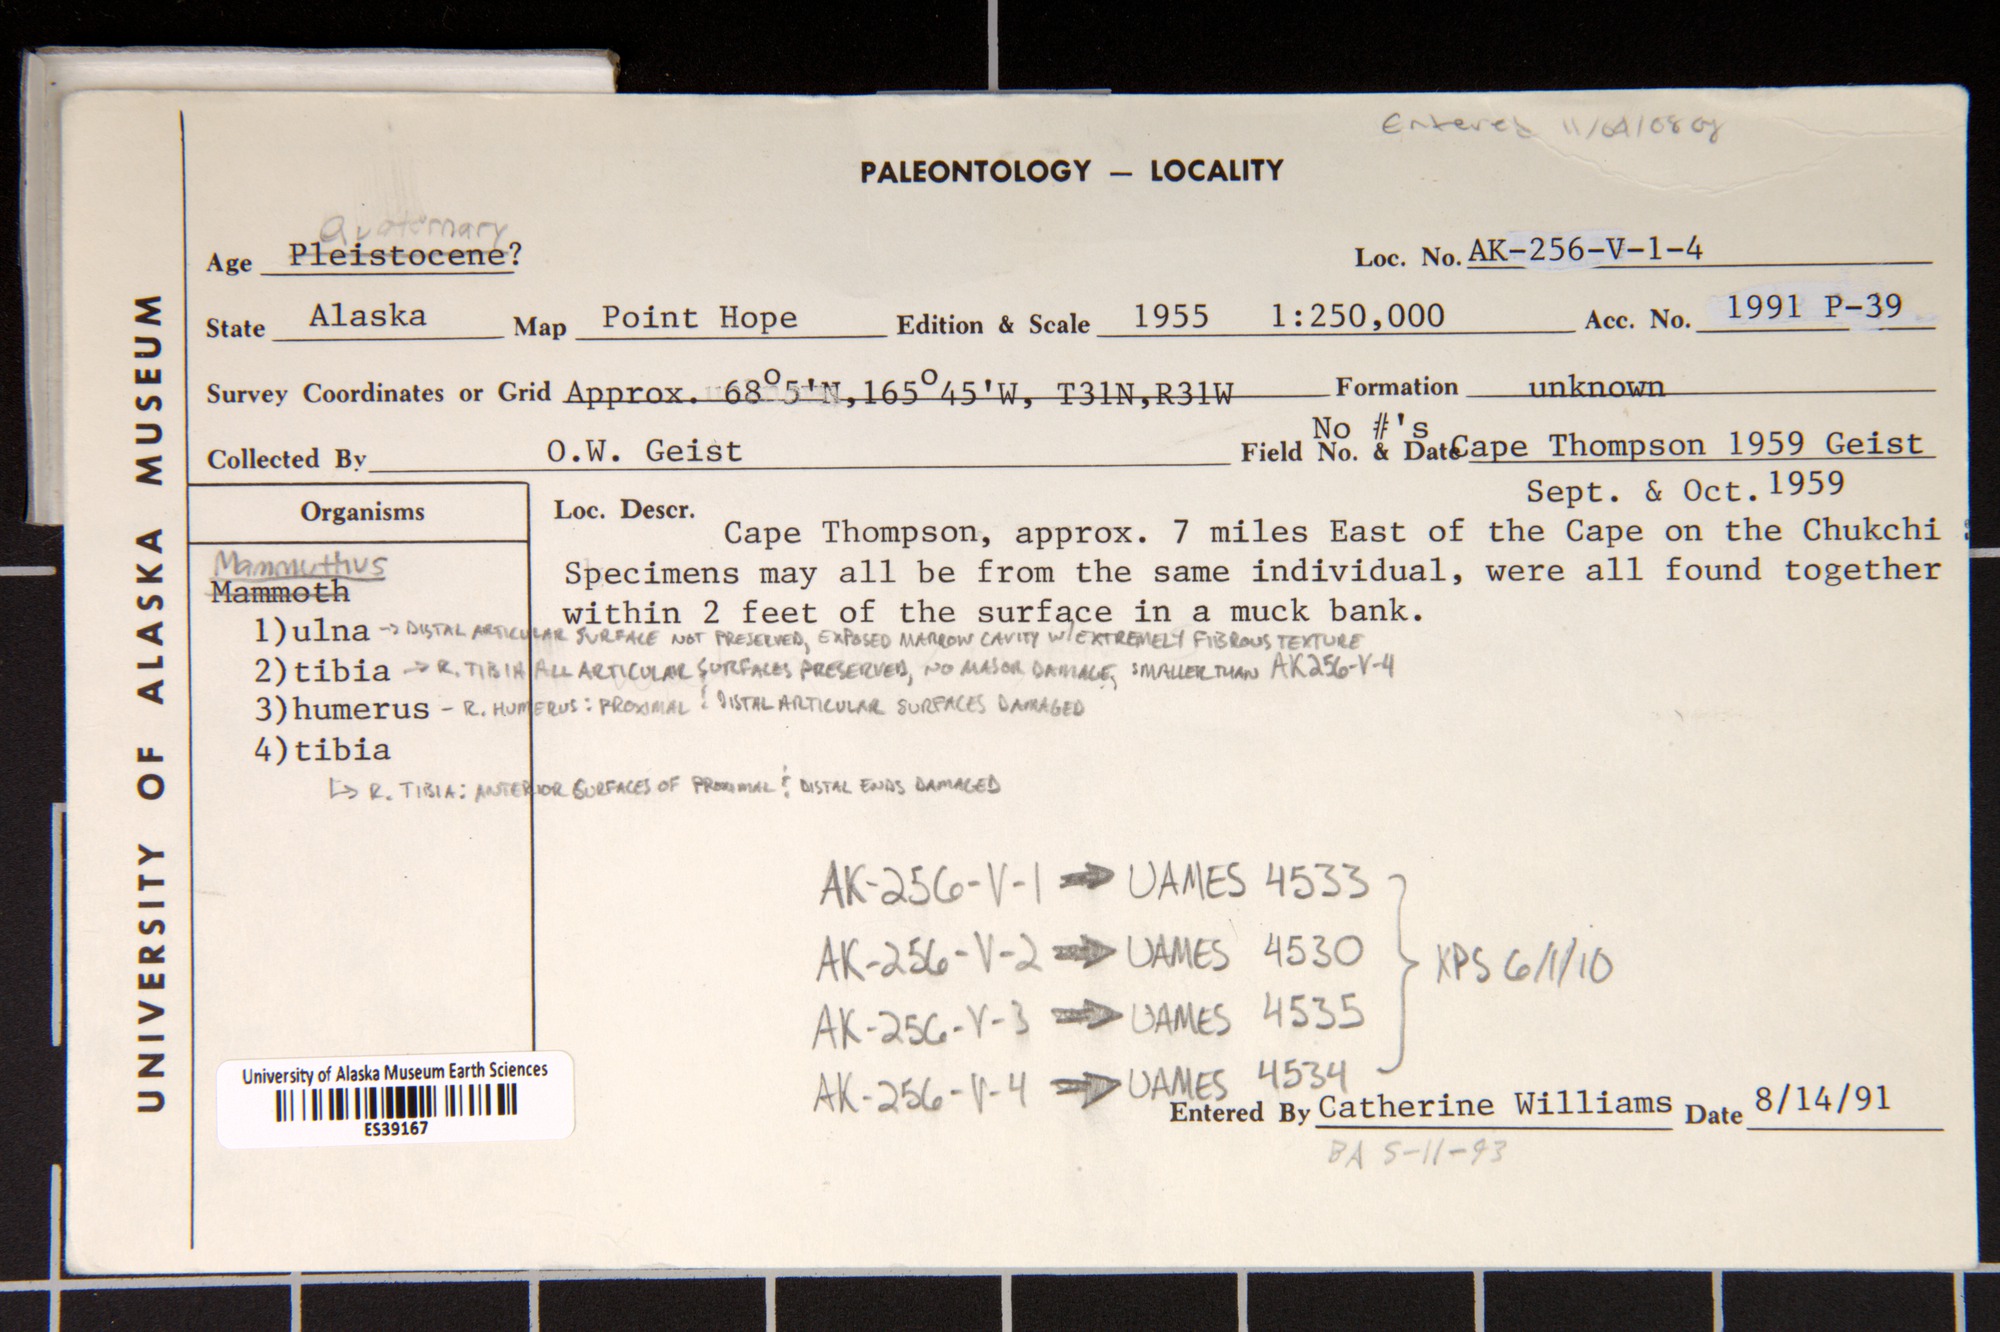 Entered 11/04/08
PALEONTOLOGY — LOCALITY
UNIVERSITY OF ALASKA MUSEUM
Quaternary
Age Pleistocene?
Loc. No. AK-256-V-1-4
State Alaska Map Point Hope Edition & Scale 1955 1:250,000 Acc. No. 1991 P-39
Survey Coordinates or Grid Approx. 68°5'N,165°45'W, T31N,R31W Formation unknown
No #'s
Collected By O.W. Geist Field No. & Date Cape Thompson 1959 Geist
Sept. & Oct. 1959
Organisms
Loc. Descr.
Cape Thompson, approx. 7 miles East of the Cape on the Chukchi
Specimens may all be from the same individual, were all found together
within 2 feet of the surface in a muck bank.
Mammuthus
Mammoth
1)ulna -> DISTAL ARTICULAR SURFACE NOT PRESERVED, EXPOSED MARROW CAVITY W/ EXTREMELY FIBROUS TEXTURE
2)tibia -> R. TIBIA ALL ARTICULAR SURFACES PRESERVED, NO MAJOR DAMAGE, SMALLER THAN AK256-V-4
3)humerus - R. HUMERUS: PROXIMAL & DISTAL ARTICULAR SURFACES DAMAGED
4)tibia
↳ R. TIBIA: ANTERIOR SURFACES OF PROXIMAL & DISTAL ENDS DAMAGED
AK-256-V-1 → UAMES 4533
AK-256-V-2 → UAMES 4530
AK-256-V-3 → UAMES 4535
AK-256-V-4 → UAMES 4534
KPS 6/1/10
University of Alaska Museum Earth Sciences
ES39167
Entered By Catherine Williams Date 8/14/91
BA 5-11-93